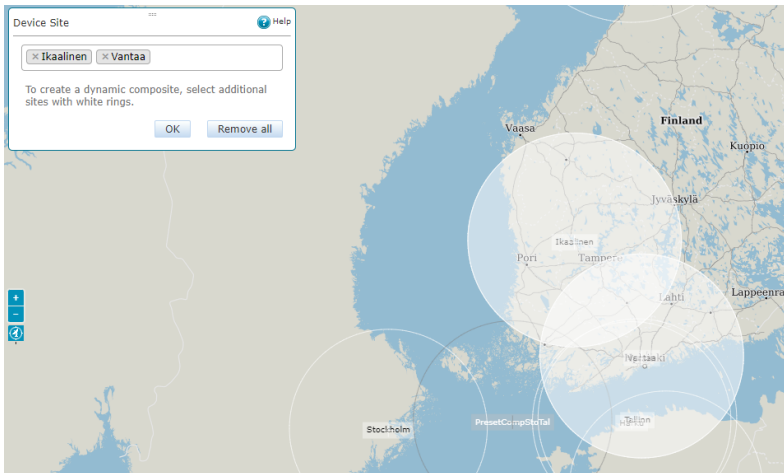 Device Site
Help
× Ikaalinen × Vantaa
To create a dynamic composite, select additional
sites with white rings.
OK Remove all
+
−
Vaasa
Finland
Kuopio
Jyväskylä
Ikaalinen
Pori
Tampere
Lappeenra
Lahti
PresetCompStoTal
Stockholm
Tallinn